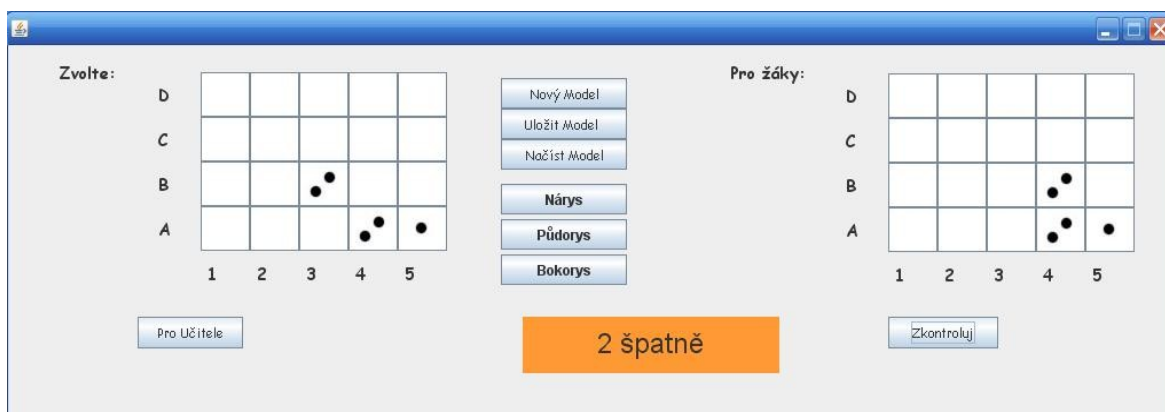 Zvolte:
D
C
B
A
1 2 3 4 5
Pro Učitele
Nový Model
Uložit Model
Načíst Model
Nárys
Půdorys
Bokorys
2 špatně
Pro žáky:
D
C
B
A
1 2 3 4 5
Zkontroluj